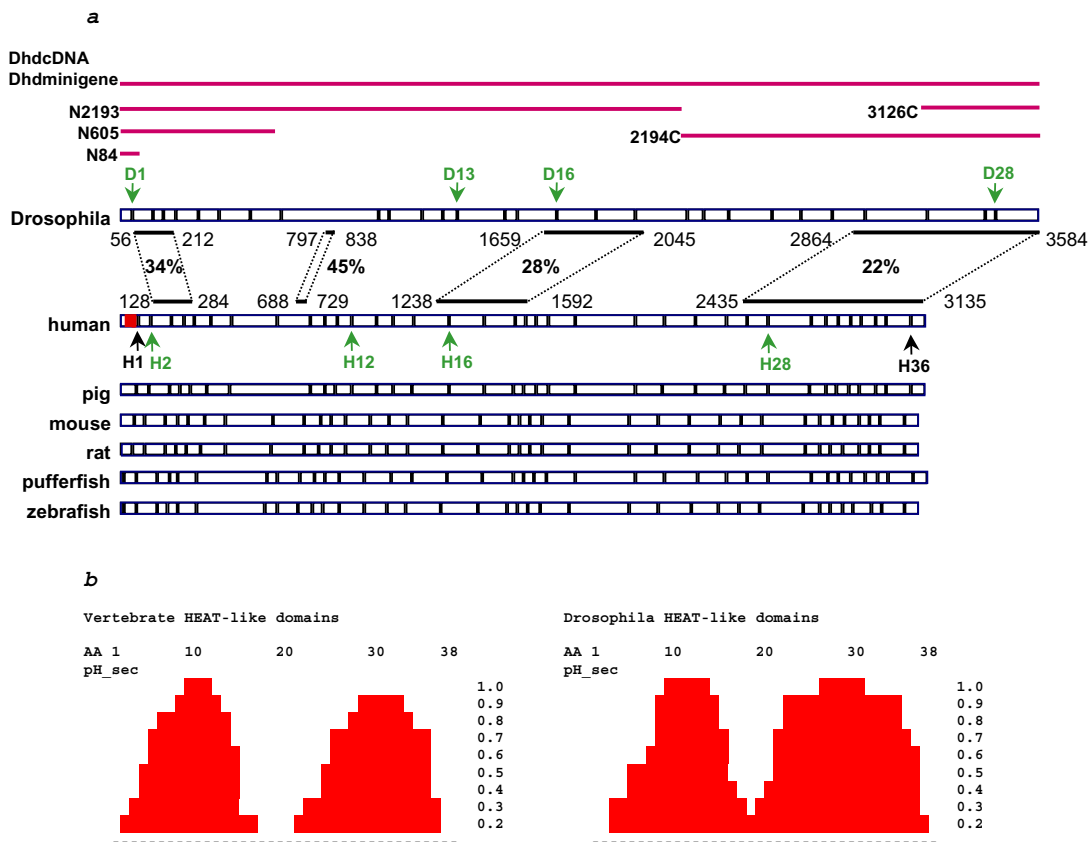 a
DhdcDNA
Dhdminigene
N2193 3126C
N605 2194C
N84
D1 D13 D16 D28
Drosophila
56 212 797 838 1659 2045 2864 3584
34% 45% 28% 22%
128 284 688 729 1238 1592 2435 3135
human
H1 H2 H12 H16 H28 H36
pig
mouse
rat
pufferfish
zebrafish
b
Vertebrate HEAT-like domains
AA 1 10 20 30 38
pH_sec
1.0
0.9
0.8
0.7
0.6
0.5
0.4
0.3
0.2
Drosophila HEAT-like domains
AA 1 10 20 30 38
pH_sec
1.0
0.9
0.8
0.7
0.6
0.5
0.4
0.3
0.2